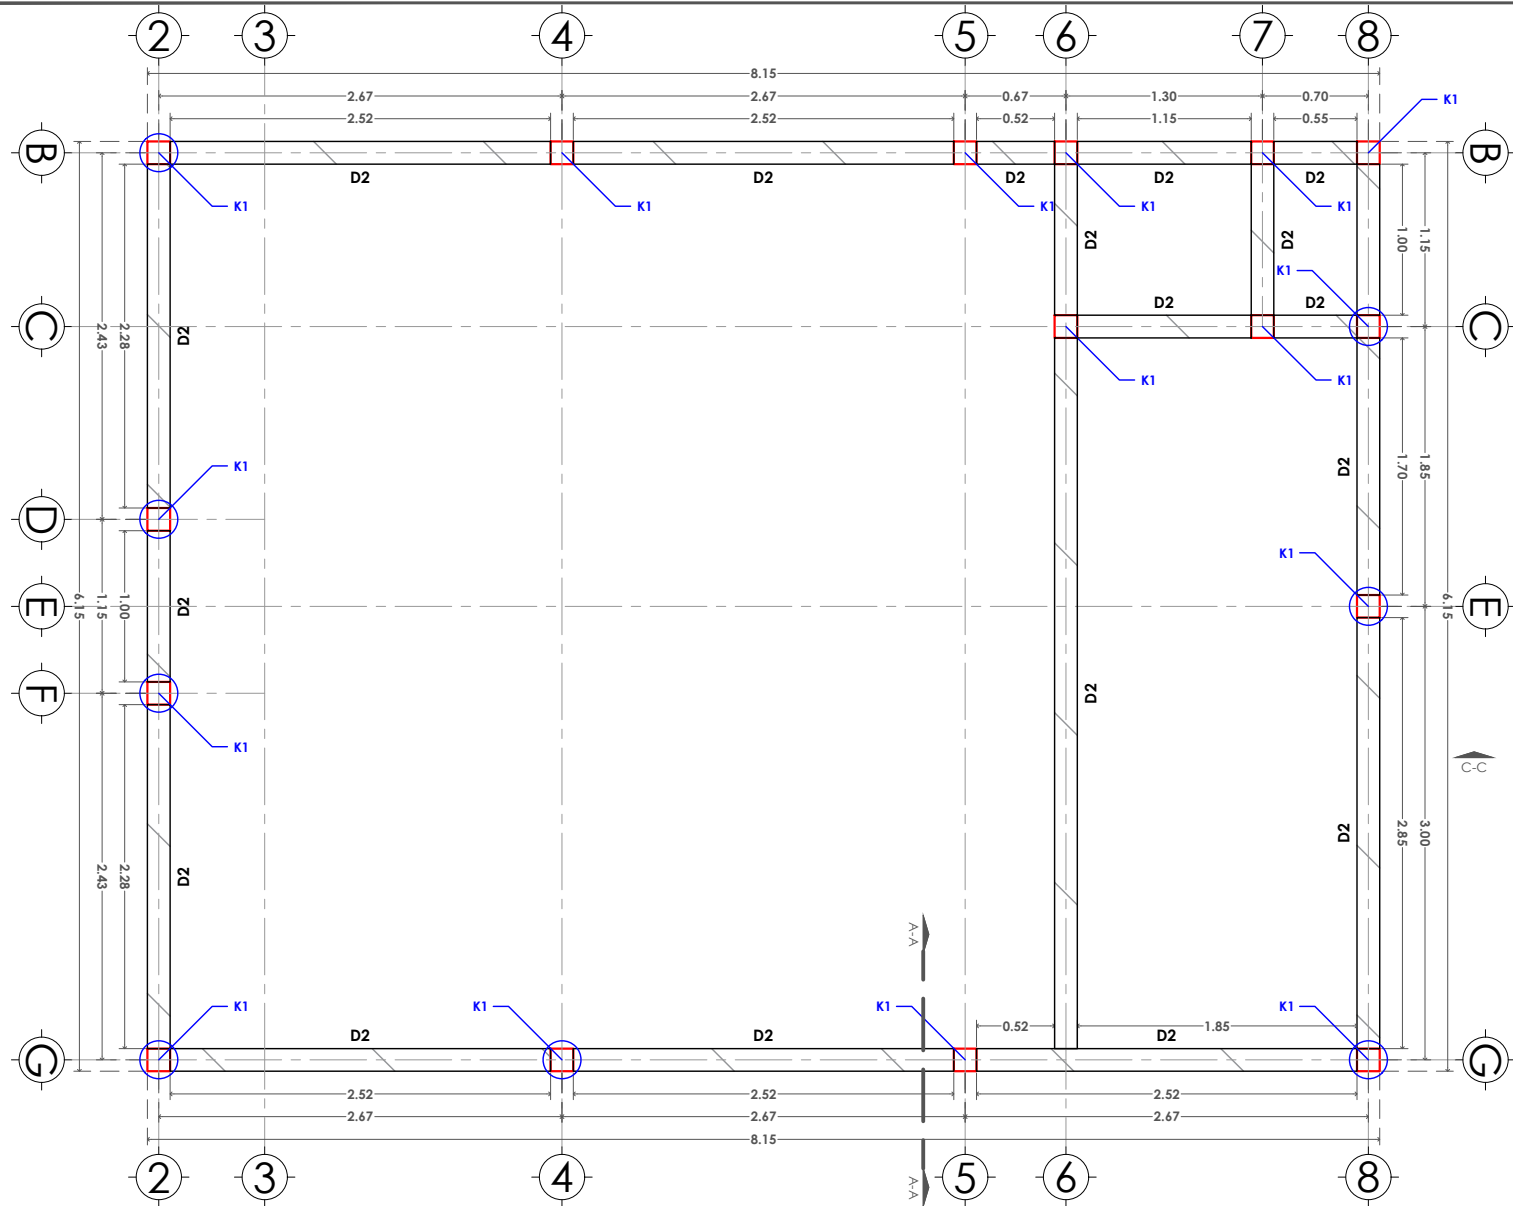 2 3 4 5 6 7 8
8.15
2.67 2.67 0.67 1.30 0.70
K1
2.52 2.52 0.52 1.15 0.55
B B
D2 D2 D2 D2 D2
K1 K1 K1 K1 K1
1.00 1.15
D2 D2
K1
D2 D2
C C
2.43 2.28 D2
K1 K1
K1 D2 1.70 1.85
D
K1
E 6.15 1.15 1.00 D2 6.15 E
F D2
K1
C-C
D2 2.85 3.00
2.43 2.28 D2
A-A
K1 K1 K1 K1
0.52 1.85
D2 D2 D2
G G
2.52 2.52 2.52
2.67 2.67 2.67
8.15
2 3 4 A-A 5 6 8